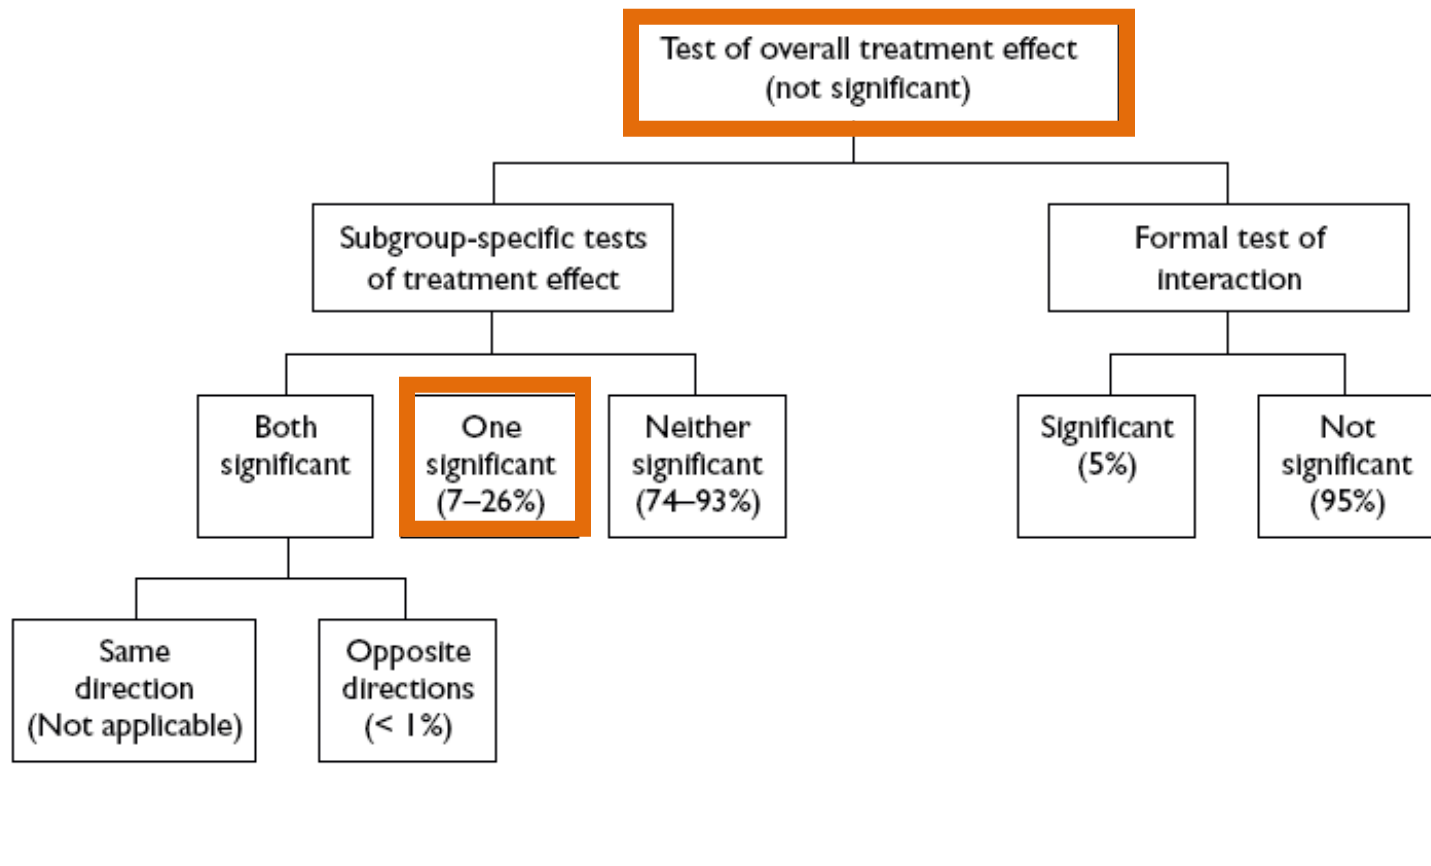 Test of overall treatment effect
(not significant)
Subgroup-specific tests
of treatment effect
Formal test of
interaction
Both
significant
One
significant
(7–26%)
Neither
significant
(74–93%)
Significant
(5%)
Not
significant
(95%)
Same
direction
(Not applicable)
Opposite
directions
(< 1%)